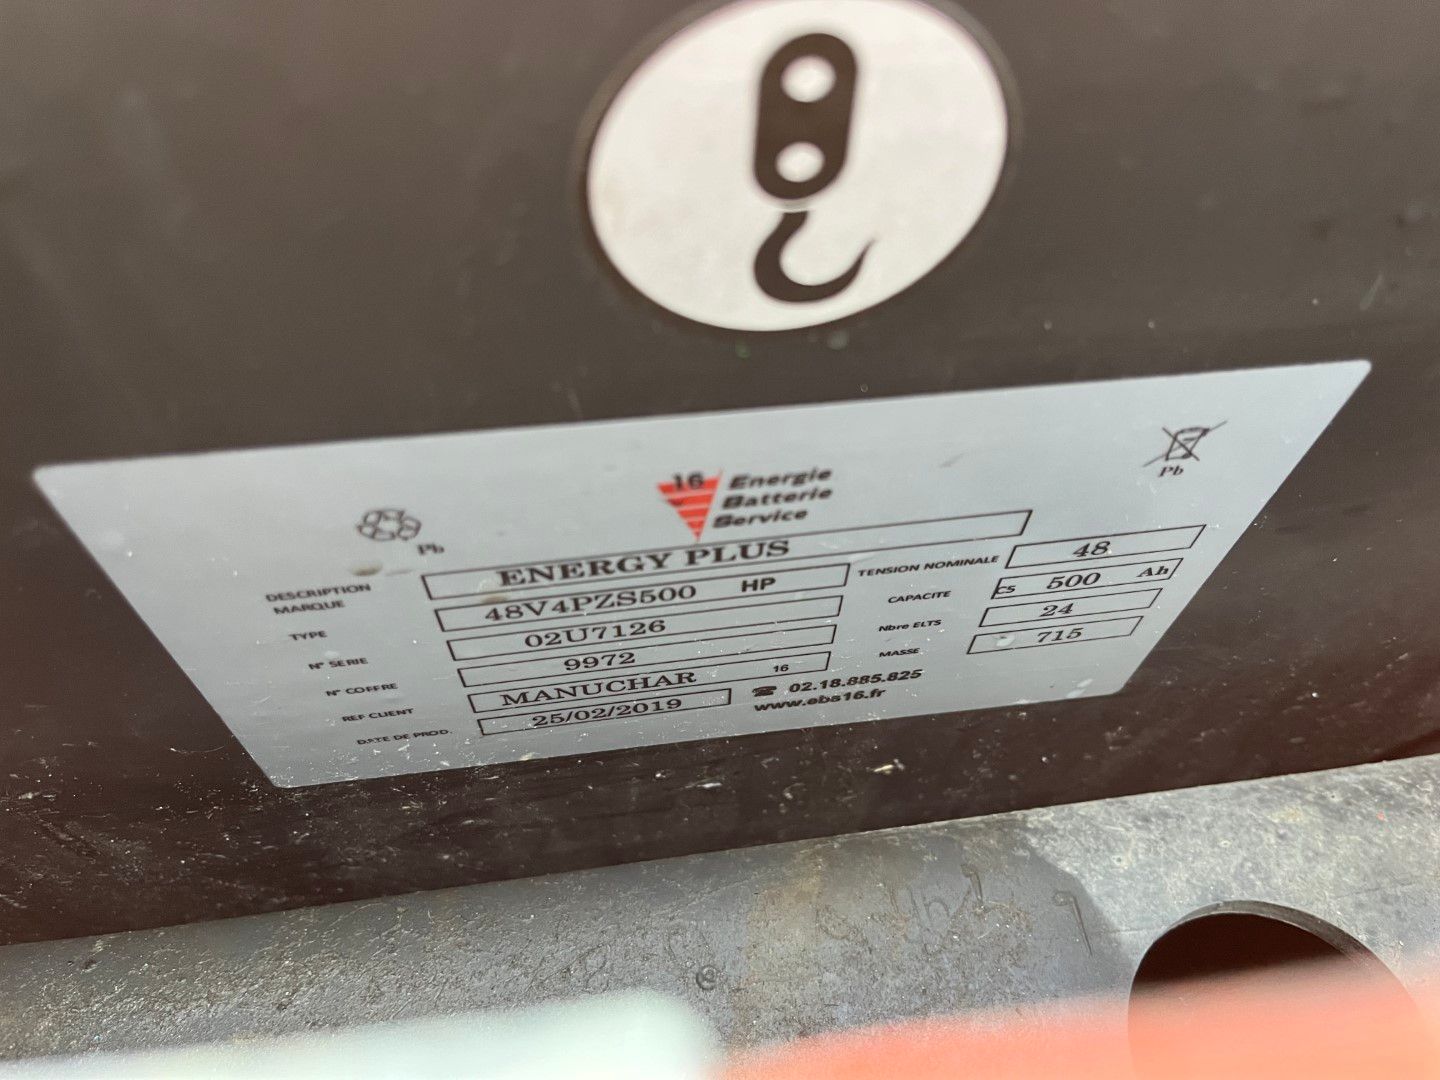 16 Energie
Batterie
Service
Pb
Pb
DESCRIPTION
MARQUE
ENERGY PLUS
TYPE
48V4PZS500 HP
N° SERIE
02U7126
N° COFFRE
9972
REF CLIENT
MANUCHAR 16
DATE DE PROD.
25/02/2019
TENSION NOMINALE
48
CAPACITE
C5 500 Ah
Nbre ELTS
24
MASSE
715
☎ 02.18.885.825
www.ebs16.fr